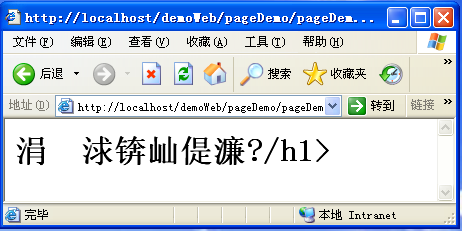 http://localhost/demoWeb/pageDemo/pageDem...
文件(F) 编辑(E) 查看(V) 收藏(A) 工具(T) 帮助(H) »
后退 搜索 收藏夹 »
地址(D) http://localhost/demoWeb/pageDemo/pageDem 转到 链接 »
涓　浗锛屾偍濂?/h1>
完毕 本地 Intranet